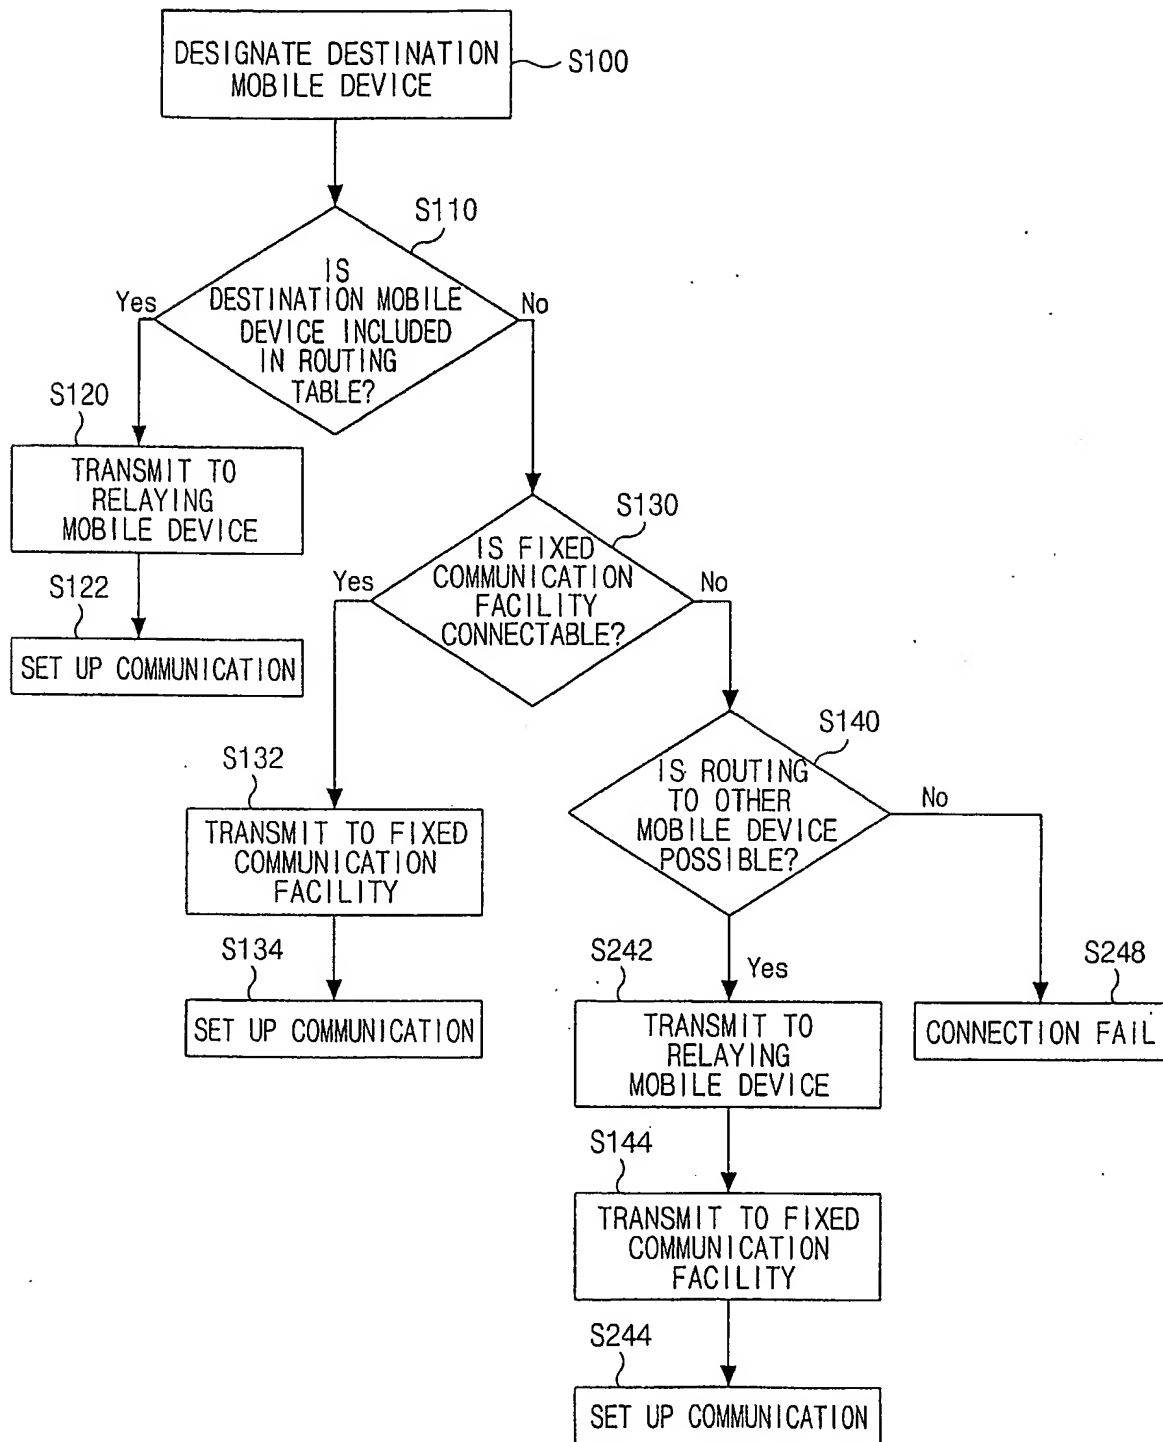 DESIGNATE DESTINATION
MOBILE DEVICE
S100
S110
IS
DESTINATION MOBILE
DEVICE INCLUDED
IN ROUTING
TABLE?
Yes
No
S120
TRANSMIT TO
RELAYING
MOBILE DEVICE
S122
SET UP COMMUNICATION
S130
IS FIXED
COMMUNICATION
FACILITY
CONNECTABLE?
Yes
No
S132
TRANSMIT TO FIXED
COMMUNICATION
FACILITY
S134
SET UP COMMUNICATION
S140
IS ROUTING
TO OTHER
MOBILE DEVICE
POSSIBLE?
No
Yes
S242
TRANSMIT TO
RELAYING
MOBILE DEVICE
S248
CONNECTION FAIL
S144
TRANSMIT TO FIXED
COMMUNICATION
FACILITY
S244
SET UP COMMUNICATION